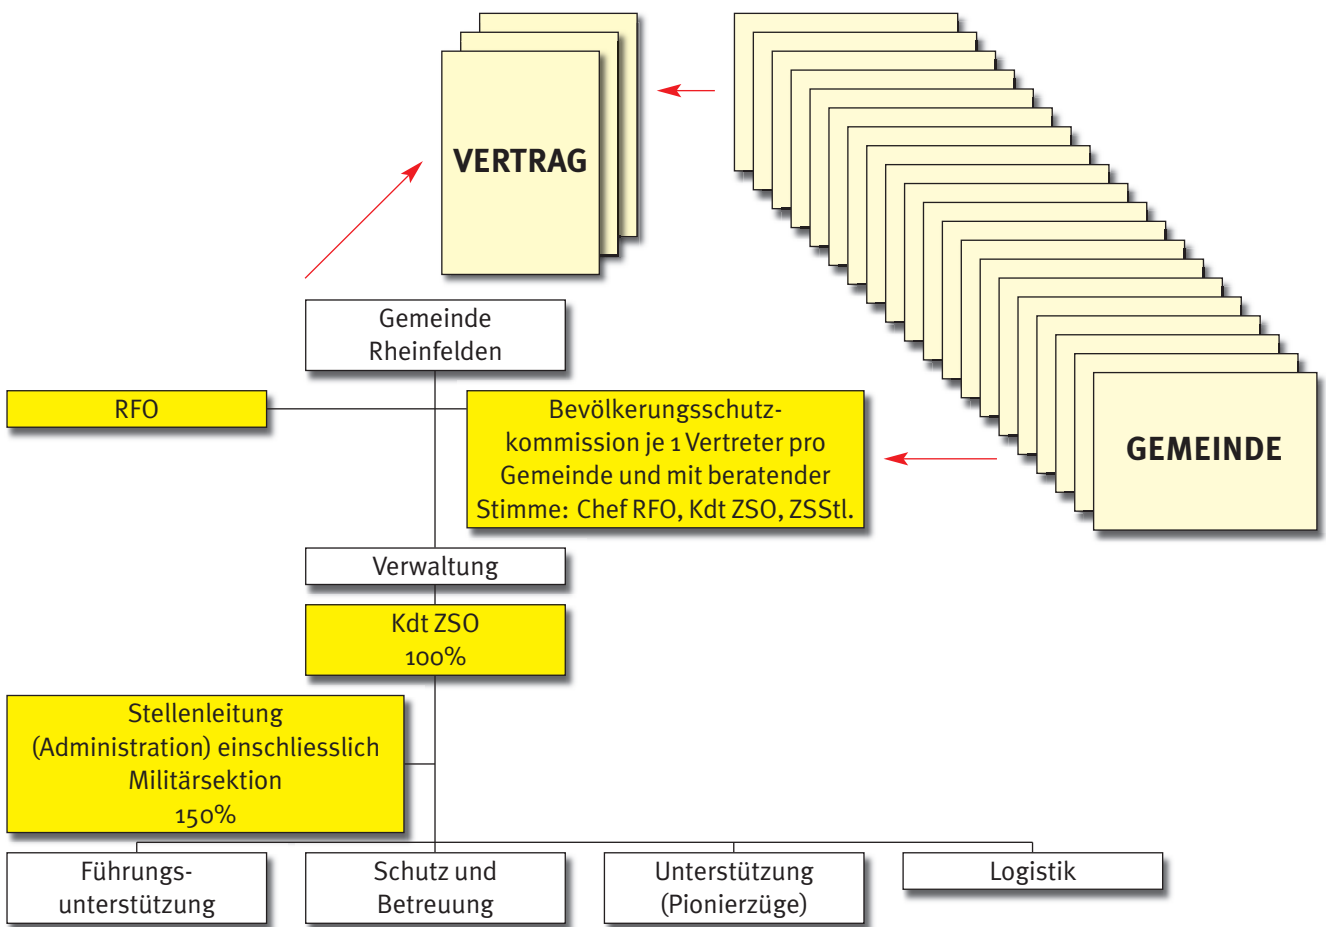 VERTRAG
Gemeinde
Rheinfelden
RFO
Bevölkerungsschutz-
kommission je 1 Vertreter pro
Gemeinde und mit beratender
Stimme: Chef RFO, Kdt ZSO, ZSStl.
GEMEINDE
Verwaltung
Kdt ZSO
100%
Stellenleitung
(Administration) einschliesslich
Militärsektion
150%
Führungs-
unterstützung
Schutz und
Betreuung
Unterstützung
(Pionierzüge)
Logistik